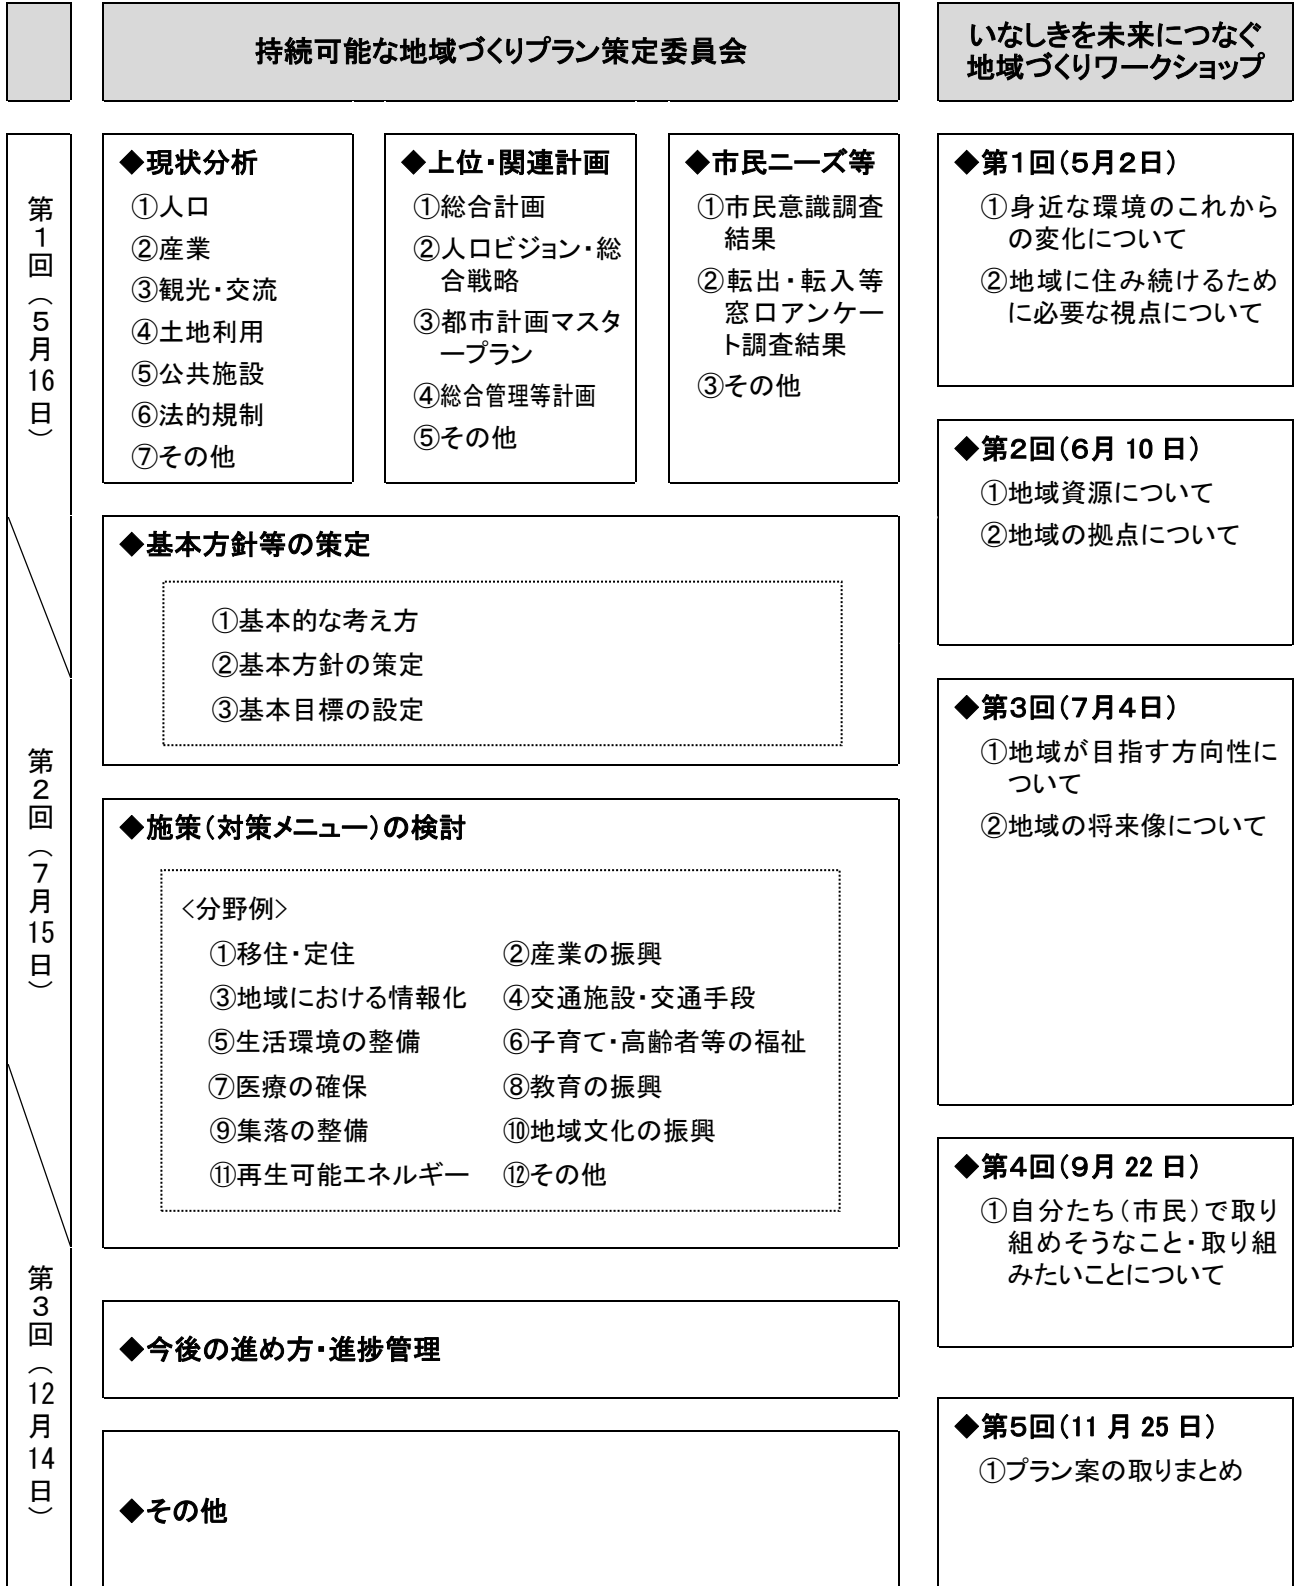 持続可能な地域づくりプラン策定委員会
いなしきを未来につなぐ
地域づくりワークショップ
第1回（5月16日）
◆現状分析
①人口
②産業
③観光・交流
④土地利用
⑤公共施設
⑥法的規制
⑦その他
◆上位・関連計画
①総合計画
②人口ビジョン・総
合戦略
③都市計画マスタ
ープラン
④総合管理等計画
⑤その他
◆市民ニーズ等
①市民意識調査
結果
②転出・転入等
窓口アンケー
ト調査結果
③その他
◆基本方針等の策定
①基本的な考え方
②基本方針の策定
③基本目標の設定
第2回（7月15日）
◆施策（対策メニュー）の検討
<分野例>
①移住・定住 ②産業の振興
③地域における情報化 ④交通施設・交通手段
⑤生活環境の整備 ⑥子育て・高齢者等の福祉
⑦医療の確保 ⑧教育の振興
⑨集落の整備 ⑩地域文化の振興
⑪再生可能エネルギー ⑫その他
第3回（12月14日）
◆今後の進め方・進捗管理
◆その他
◆第1回（5月2日）
①身近な環境のこれから
の変化について
②地域に住み続けるため
に必要な視点について
◆第2回（6月 10 日）
①地域資源について
②地域の拠点について
◆第3回（7月4日）
①地域が目指す方向性に
ついて
②地域の将来像について
◆第4回（9月 22 日）
①自分たち（市民）で取り
組めそうなこと・取り組
みたいことについて
◆第5回（11 月 25 日）
①プラン案の取りまとめ